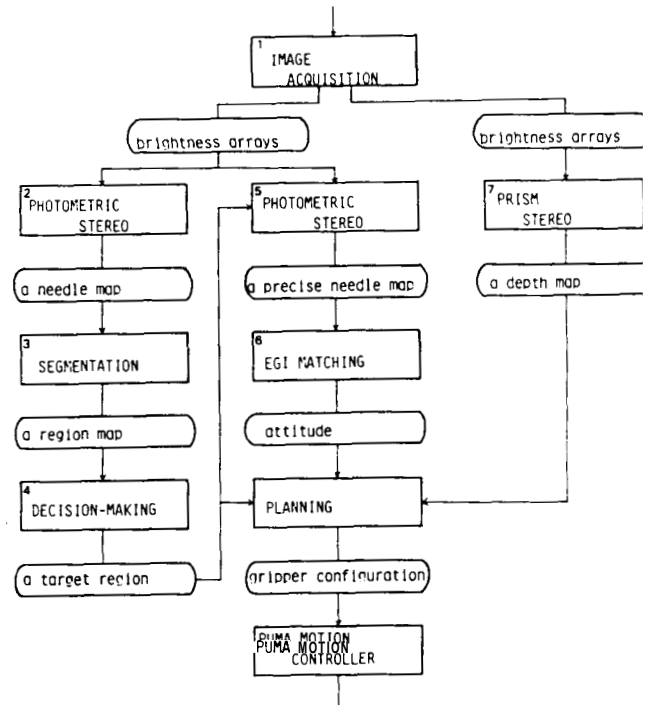 1
IMAGE
ACQUISITION
brightness arrays
brightness arrays
2
PHOTOMETRIC
STEREO
5
PHOTOMETRIC
STEREO
7
PRISM
STEREO
a needle map
a precise needle map
a depth map
3
SEGMENTATION
6
EGI MATCHING
a region map
attitude
4
DECISION-MAKING
PLANNING
a target region
gripper configuration
PUMA MOTION
PUMA MOTION
CONTROLLER